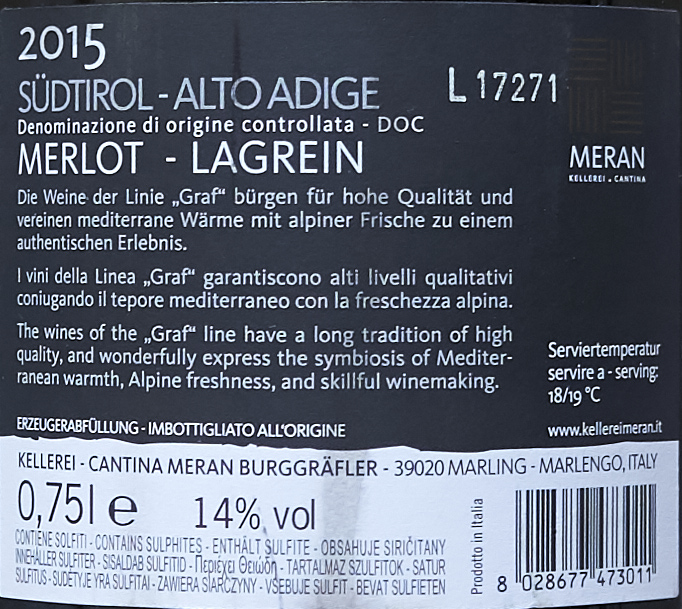 2015
SÜDTIROL - ALTO ADIGE
L 17271
Denominazione di origine controllata - DOC
MERLOT - LAGREIN
MERAN
KELLEREI . CANTINA
Die Weine der Linie „Graf“ bürgen für hohe Qualität und
vereinen mediterrane Wärme mit alpiner Frische zu einem
authentischen Erlebnis.
I vini della Linea „Graf“ garantiscono alti livelli qualitativi
coniugando il tepore mediterraneo con la freschezza alpina.
The wines of the „Graf“ line have a long tradition of high
quality, and wonderfully express the symbiosis of Mediter-
ranean warmth, Alpine freshness, and skillful winemaking.
Serviertemperatur
servire a - serving:
18/19 °C
ERZEUGERABFÜLLUNG - IMBOTTIGLIATO ALL'ORIGINE
www.kellereimeran.it
KELLEREI - CANTINA MERAN BURGGRÄFLER - 39020 MARLING - MARLENGO, ITALY
0,75l e 14% vol
CONTIENE SOLFITI - CONTAINS SULPHITES - ENTHÄLT SULFITE - OBSAHUJE SIRIČITANY
INNEHÅLLER SULFITER - SISALDAB SULFITID - Περιέχει Θειώδη - TARTALMAZ SZULFITOK - SATUR
SULFITUS - SUDĖTYJE YRA SULFITAI - ZAWIERA SIARCZYNY - VSEBUJE SULFIT - BEVAT SULFIETEN
Prodotto in Italia
8 028677 473011